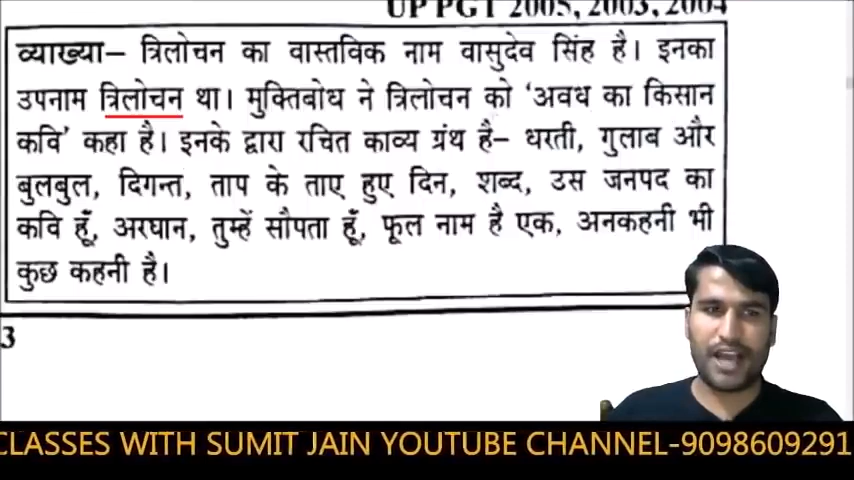 UP PGT 2005, 2003, 2004
व्याख्या– त्रिलोचन का वास्तविक नाम वासुदेव सिंह है। इनका
उपनाम त्रिलोचन था। मुक्तिबोध ने त्रिलोचन को 'अवध का किसान
कवि' कहा है। इनके द्वारा रचित काव्य ग्रंथ है– धरती, गुलाब और
बुलबुल, दिगन्त, ताप के ताए हुए दिन, शब्द, उस जनपद का
कवि हूँ, अरघान, तुम्हें सौपता हूँ, फूल नाम है एक, अनकहनी भी
कुछ कहनी है।
3
CLASSES WITH SUMIT JAIN YOUTUBE CHANNEL-9098609291